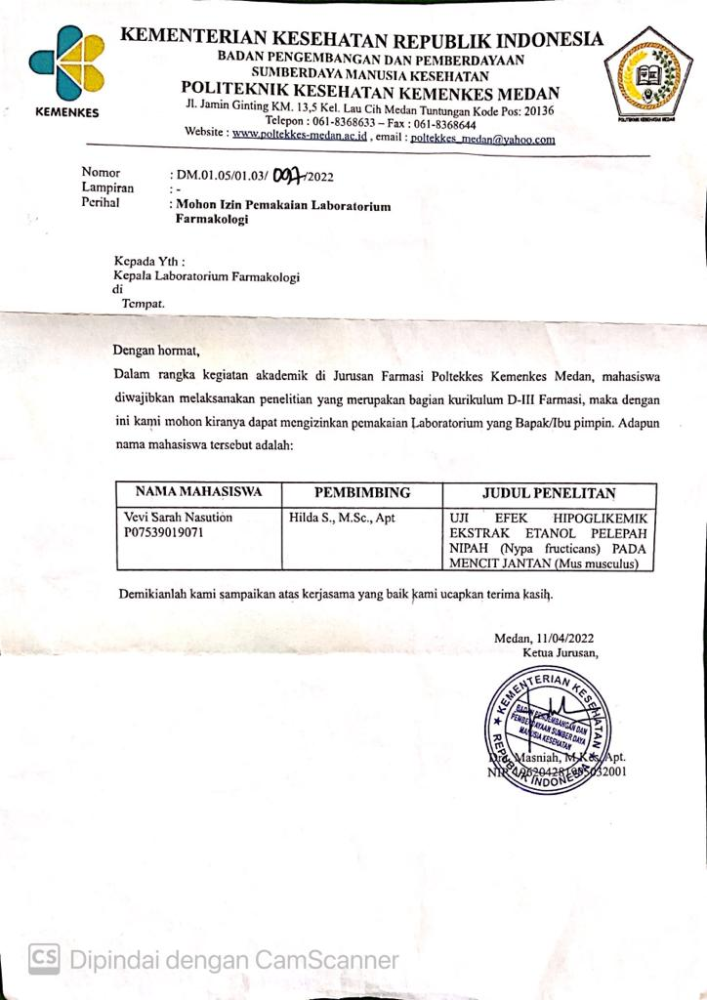 KEMENKES
KEMENTERIAN KESEHATAN REPUBLIK INDONESIA
BADAN PENGEMBANGAN DAN PEMBERDAYAAN
SUMBERDAYA MANUSIA KESEHATAN
POLITEKNIK KESEHATAN KEMENKES MEDAN
Jl. Jamin Ginting KM. 13,5 Kel. Lau Cih Medan Tuntungan Kode Pos: 20136
Telepon : 061-8368633 – Fax : 061-8368644
Website : www.poltekkes-medan.ac.id , email : poltekkes_medan@yahoo.com
POLITEKNIK KESEHATAN MEDAN
Nomor : DM.01.05/01.03/ /2022
Lampiran : -
Perihal : Mohon Izin Pemakaian Laboratorium
Farmakologi
Kepada Yth :
Kepala Laboratorium Farmakologi
di
Tempat.
Dengan hormat,
Dalam rangka kegiatan akademik di Jurusan Farmasi Poltekkes Kemenkes Medan, mahasiswa
diwajibkan melaksanakan penelitian yang merupakan bagian kurikulum D-III Farmasi, maka dengan
ini kami mohon kiranya dapat mengizinkan pemakaian Laboratorium yang Bapak/Ibu pimpin. Adapun
nama mahasiswa tersebut adalah:
NAMA MAHASISWA PEMBIMBING JUDUL PENELITAN
Vevi Sarah Nasution Hilda S., M.Sc., Apt UJI EFEK HIPOGLIKEMIK
P07539019071 EKSTRAK ETANOL PELEPAH
NIPAH (Nypa fructicans) PADA
MENCIT JANTAN (Mus musculus)
Demikianlah kami sampaikan atas kerjasama yang baik kami ucapkan terima kasih.
Medan, 11/04/2022
Ketua Jurusan,
KEMENTERIAN KESEHATAN
BADAN PENGEMBANGAN DAN
PEMBERDAYAAN SUMBER DAYA
MANUSIA KESEHATAN
REPUBLIK INDONESIA
Masniah, M.Kes, Apt.
CS Dipindai dengan CamScanner